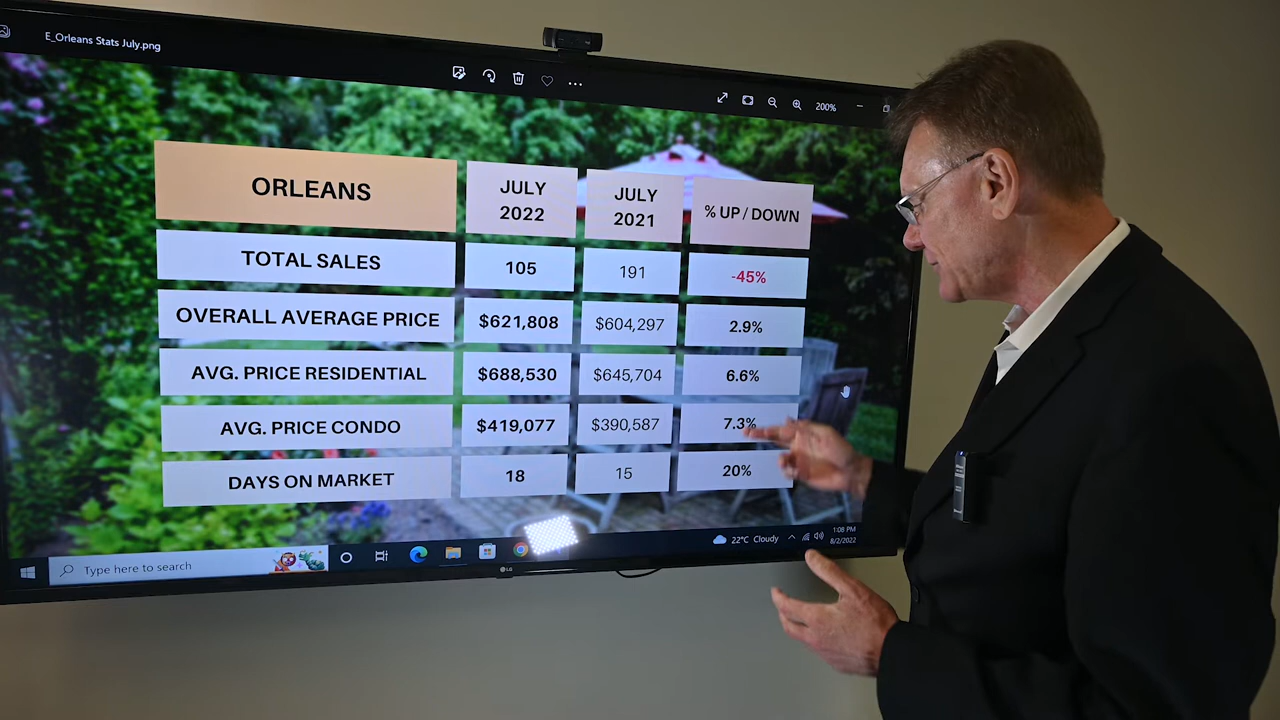 E_Orleans Stats July.png
200%
ORLEANS
JULY
2022
JULY
2021
% UP / DOWN
TOTAL SALES
105
191
-45%
OVERALL AVERAGE PRICE
$621,808
$604,297
2.9%
AVG. PRICE RESIDENTIAL
$688,530
$645,704
6.6%
AVG. PRICE CONDO
$419,077
$390,587
7.3%
DAYS ON MARKET
18
15
20%
Type here to search
22°C Cloudy
1:08 PM
8/2/2022
LG